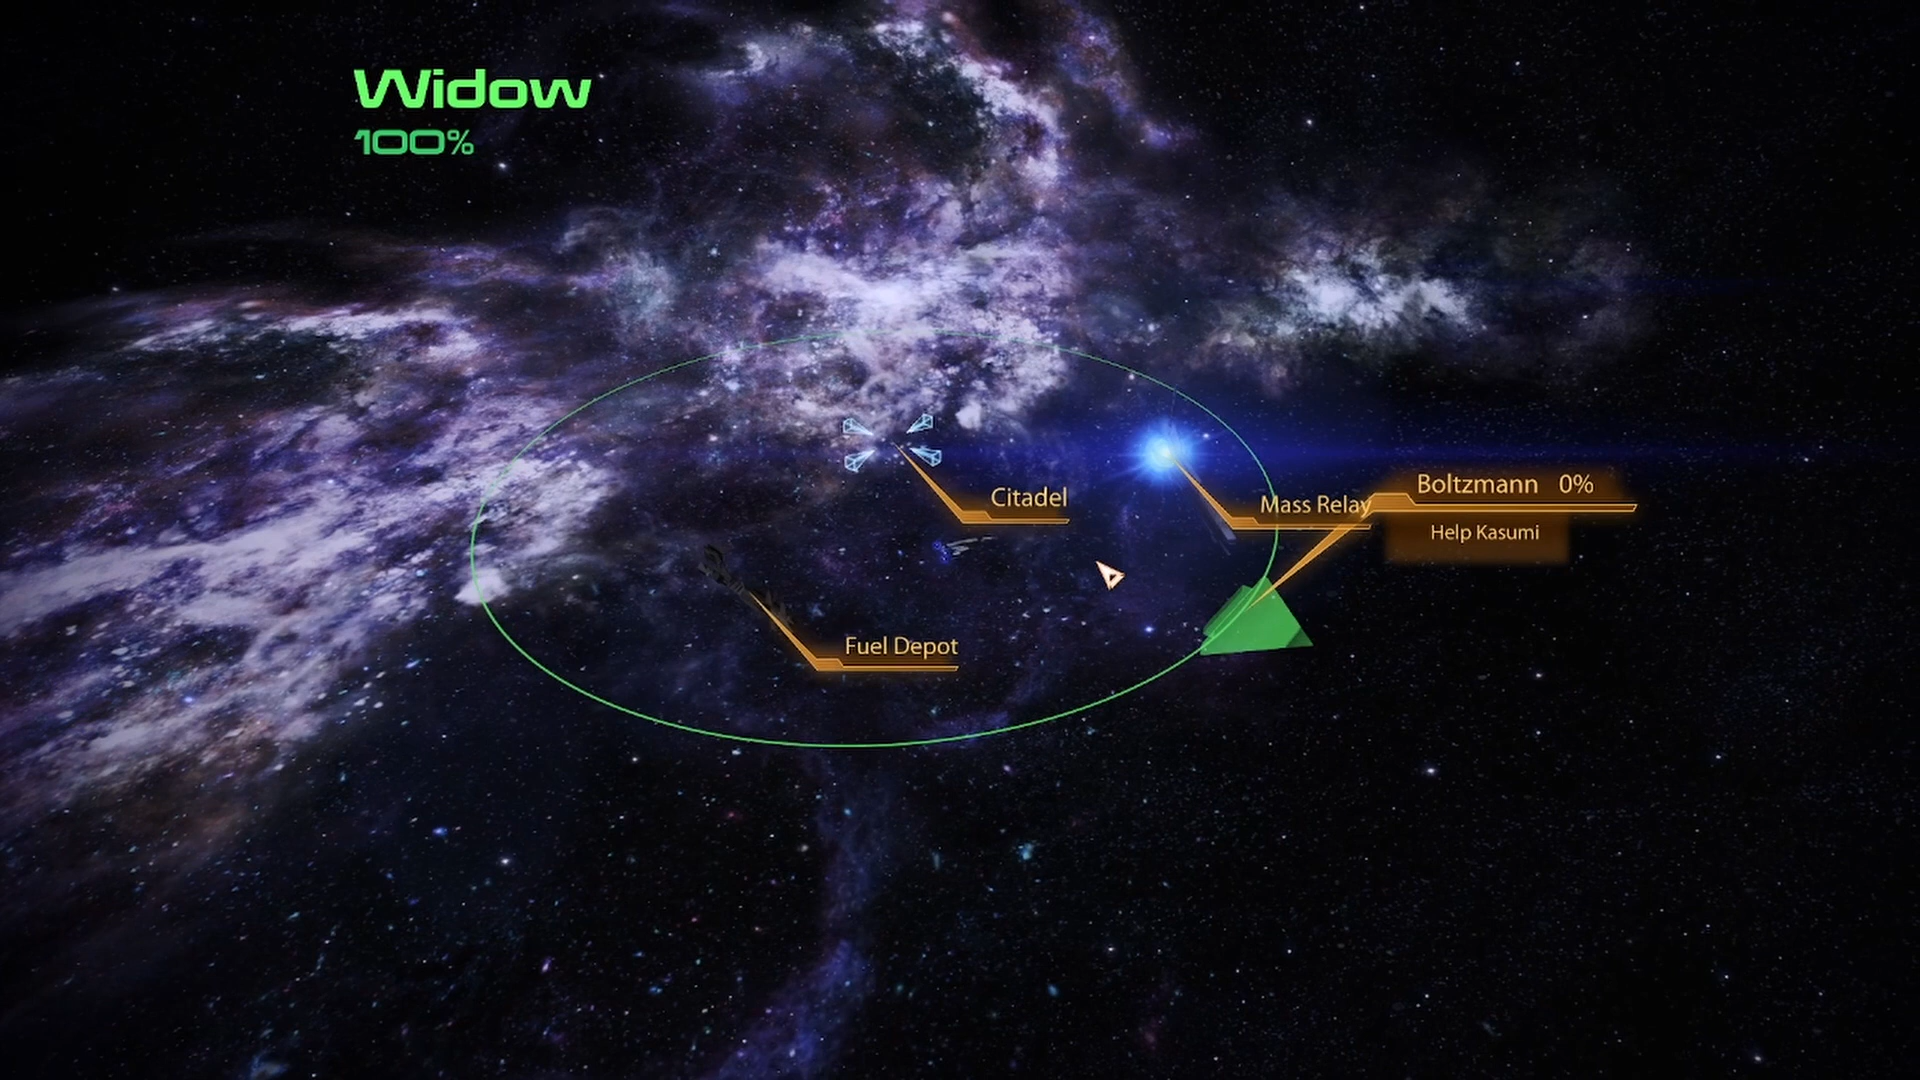 Widow
100%
Citadel
Mass Relay
Boltzmann 0%
Help Kasumi
Fuel Depot